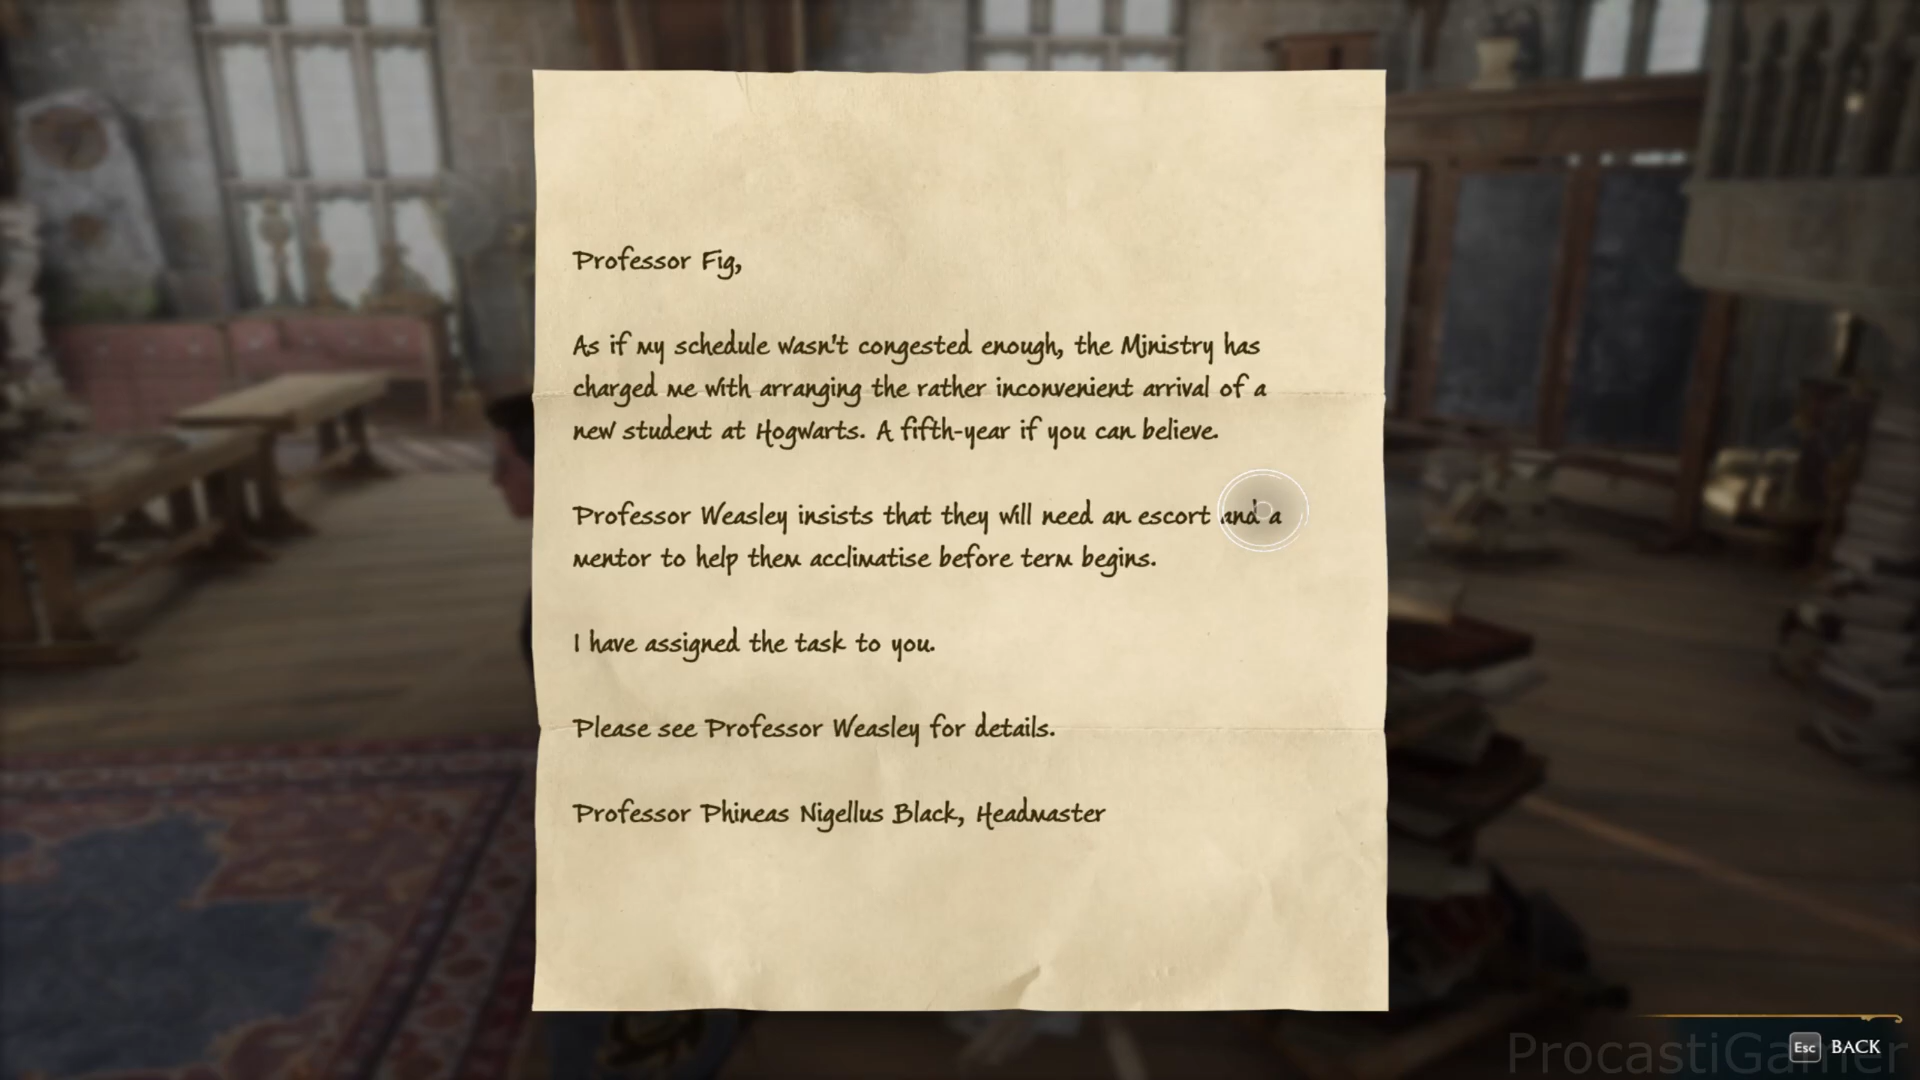 Professor Fig,
As if my schedule wasn't congested enough, the Ministry has
charged me with arranging the rather inconvenient arrival of a
new student at Hogwarts. A fifth-year if you can believe.
Professor Weasley insists that they will need an escort and a
mentor to help them acclimatise before term begins.
I have assigned the task to you.
Please see Professor Weasley for details.
Professor Phineas Nigellus Black, Headmaster
Esc BACK
ProcastiGamer